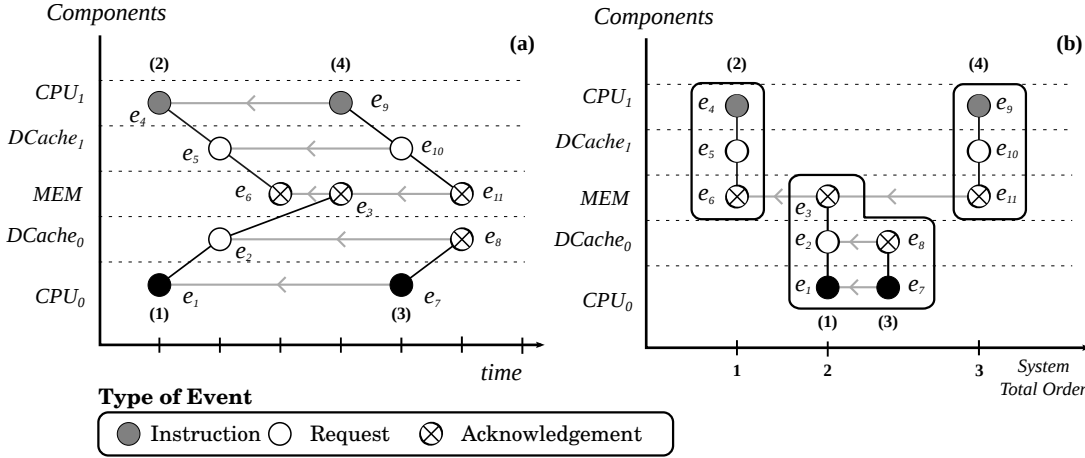 Components
(a)
(2)
(4)
CPU1
e4
e9
DCache1
e5
e10
MEM
e6
e3
e11
DCache0
e2
e8
CPU0
e1
e7
(1)
(3)
time
Components
(b)
(2)
(4)
CPU1
e4
e9
DCache1
e5
e10
MEM
e6
e3
e11
DCache0
e2
e8
CPU0
e1
e7
(1)
(3)
1
2
3
System
Total Order
Type of Event
Instruction
Request
Acknowledgement